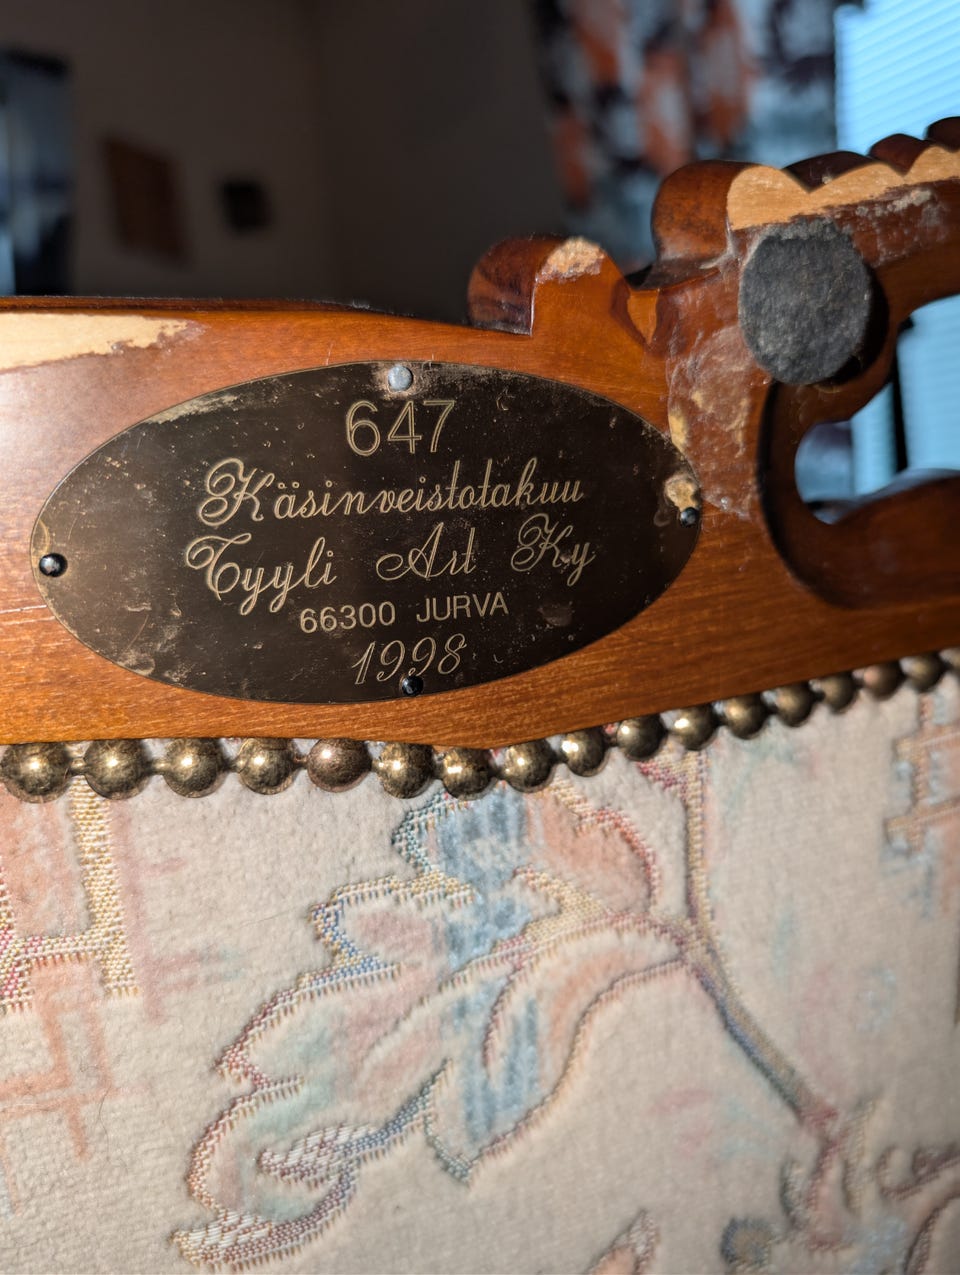 647
Käsinveistotakuu
Tyyli Art Ky
66300 JURVA
1998